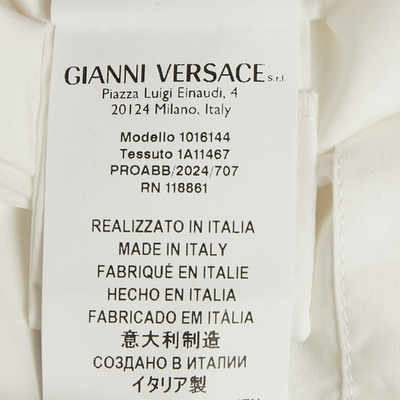 GIANNI VERSACE S.r.l.
Piazza Luigi Einaudi, 4
20124 Milano, Italy
Modello 1016144
Tessuto 1A11467
PROABB/2024/707
RN 118861
REALIZZATO IN ITALIA
MADE IN ITALY
FABRIQUÉ EN ITALIE
HECHO EN ITALIA
FABRICADO EM ITÀLIA
意大利制造
СОЗДАНО В ИТАЛИИ
イタリア製